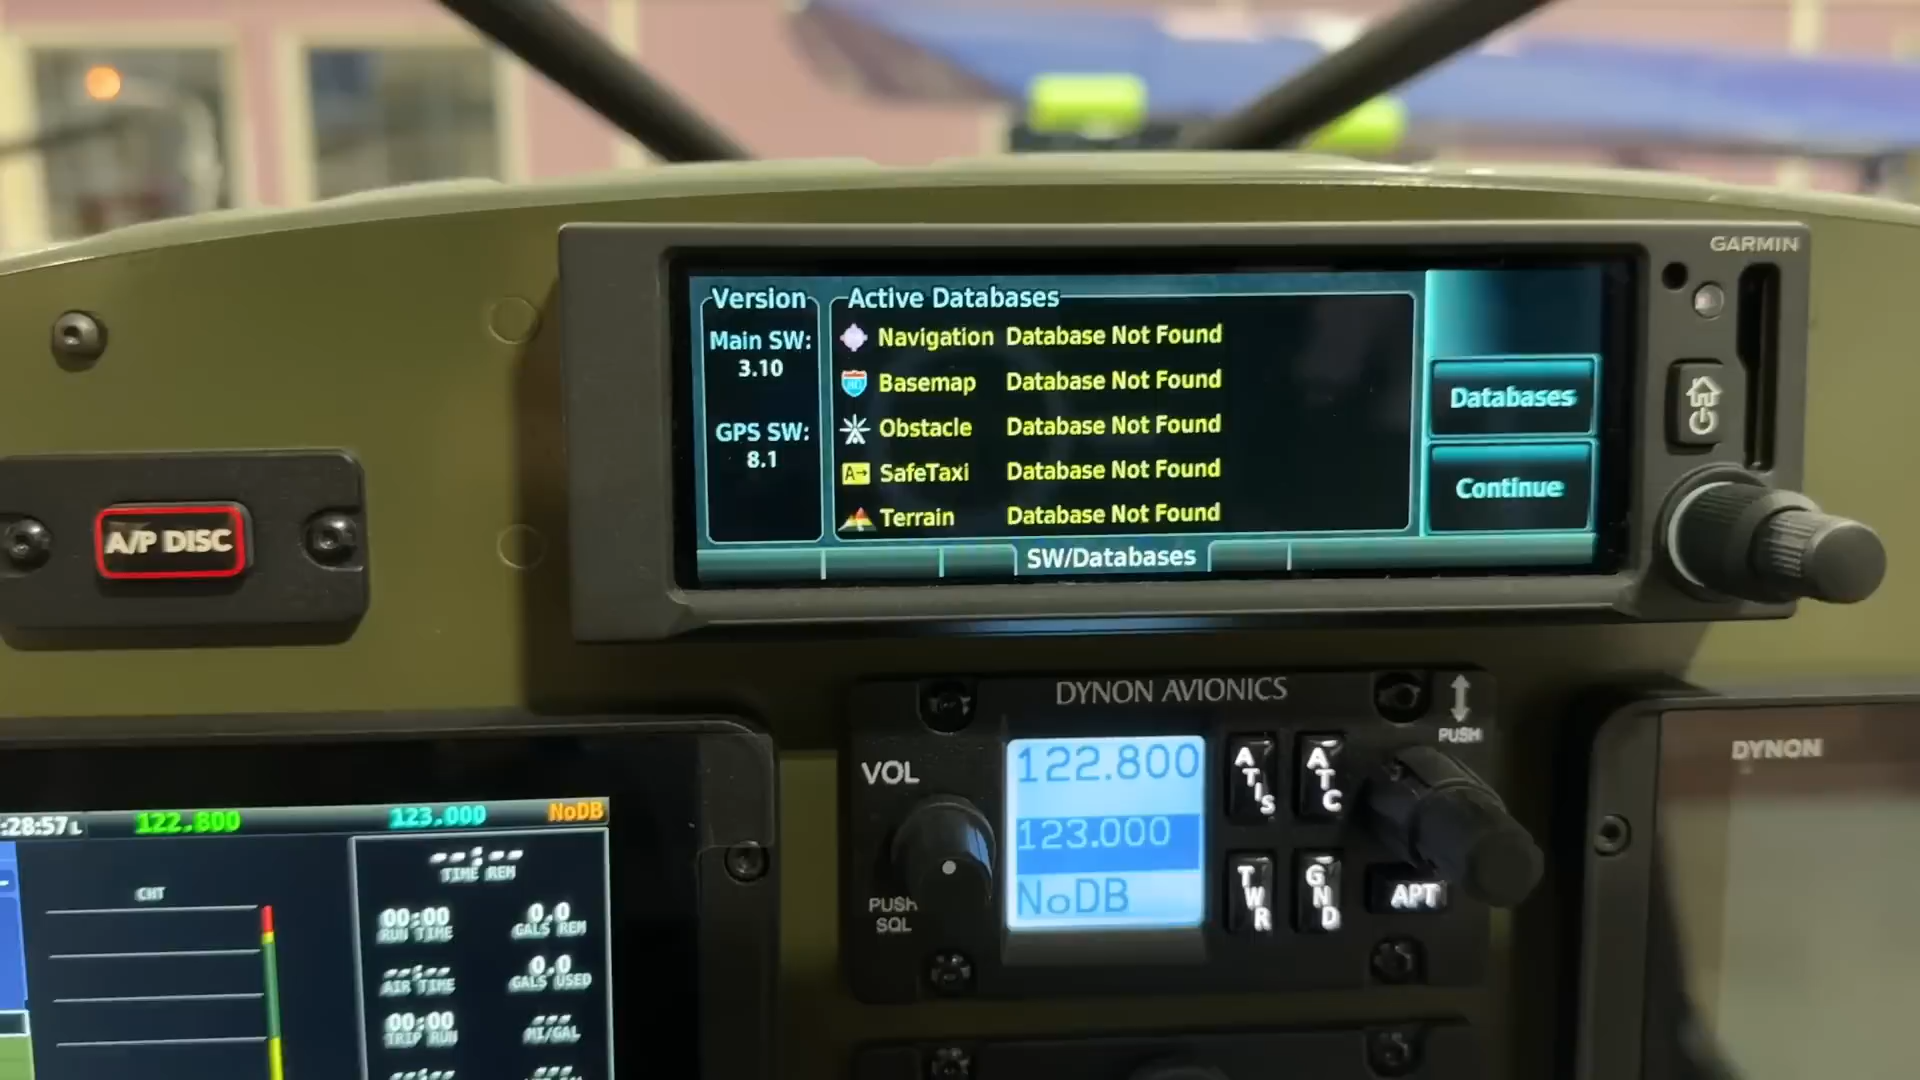 GARMIN
Version
Main SW:
3.10
GPS SW:
8.1
Active Databases
Navigation Database Not Found
Basemap Database Not Found
Obstacle Database Not Found
A→ SafeTaxi Database Not Found
Terrain Database Not Found
Databases
Continue
SW/Databases
A/P DISC
DYNON AVIONICS
PUSH
VOL
PUSH
SQL
122.800
123.000
NoDB
ATIS
ATC
TWR
GND
APT
DYNON
:28:57L 122.800 123.000 NoDB
CHT
--:--
TIME REM
00:00
RUN TIME
0.0
GALS REM
--:--
AIR TIME
0.0
GALS USED
00:00
TRIP RUN
---
MI/GAL